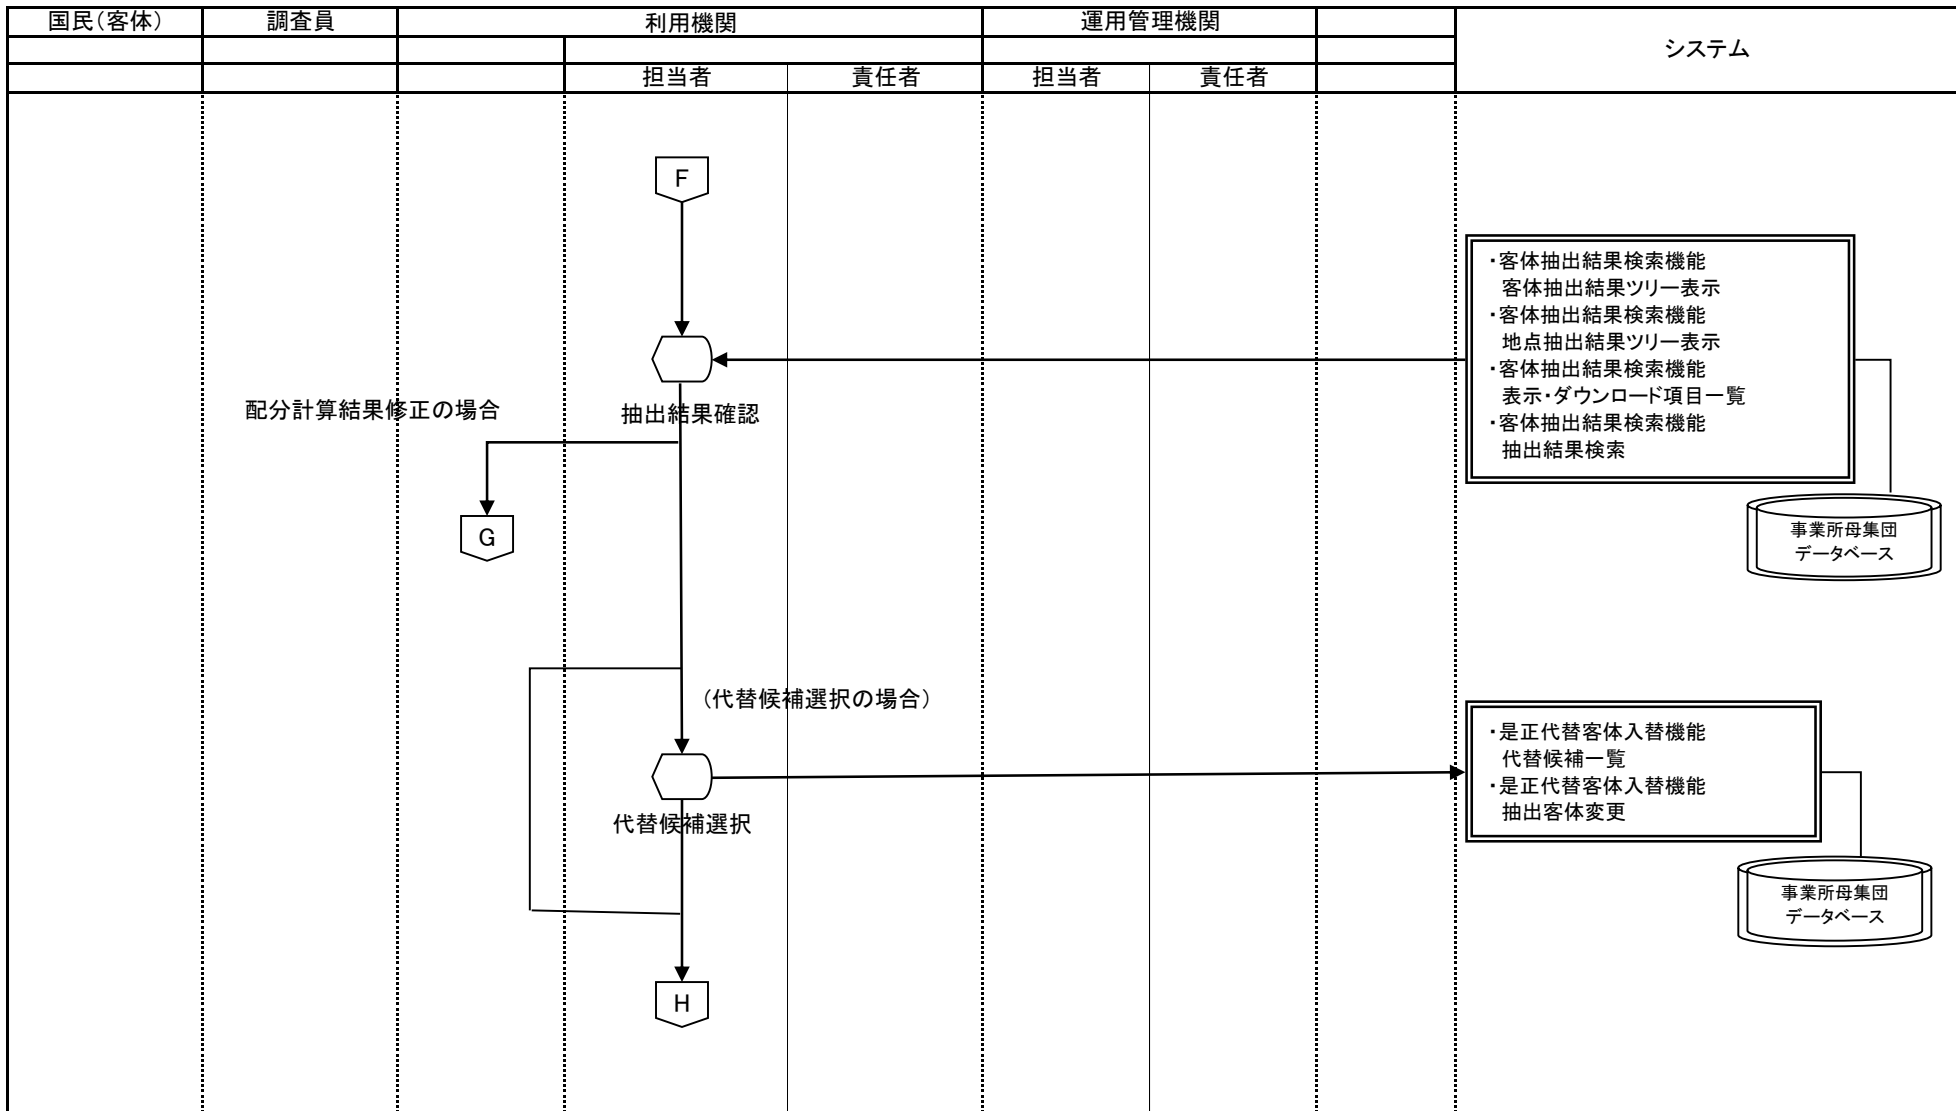 国民（客体）
調査員
利用機関
運用管理機関
システム
担当者
責任者
担当者
責任者
F
・客体抽出結果検索機能
客体抽出結果ツリー表示
・客体抽出結果検索機能
地点抽出結果ツリー表示
・客体抽出結果検索機能
表示・ダウンロード項目一覧
・客体抽出結果検索機能
抽出結果検索
配分計算結果修正の場合
抽出結果確認
G
事業所母集団
データベース
（代替候補選択の場合）
・是正代替客体入替機能
代替候補一覧
・是正代替客体入替機能
抽出客体変更
代替候補選択
事業所母集団
データベース
H